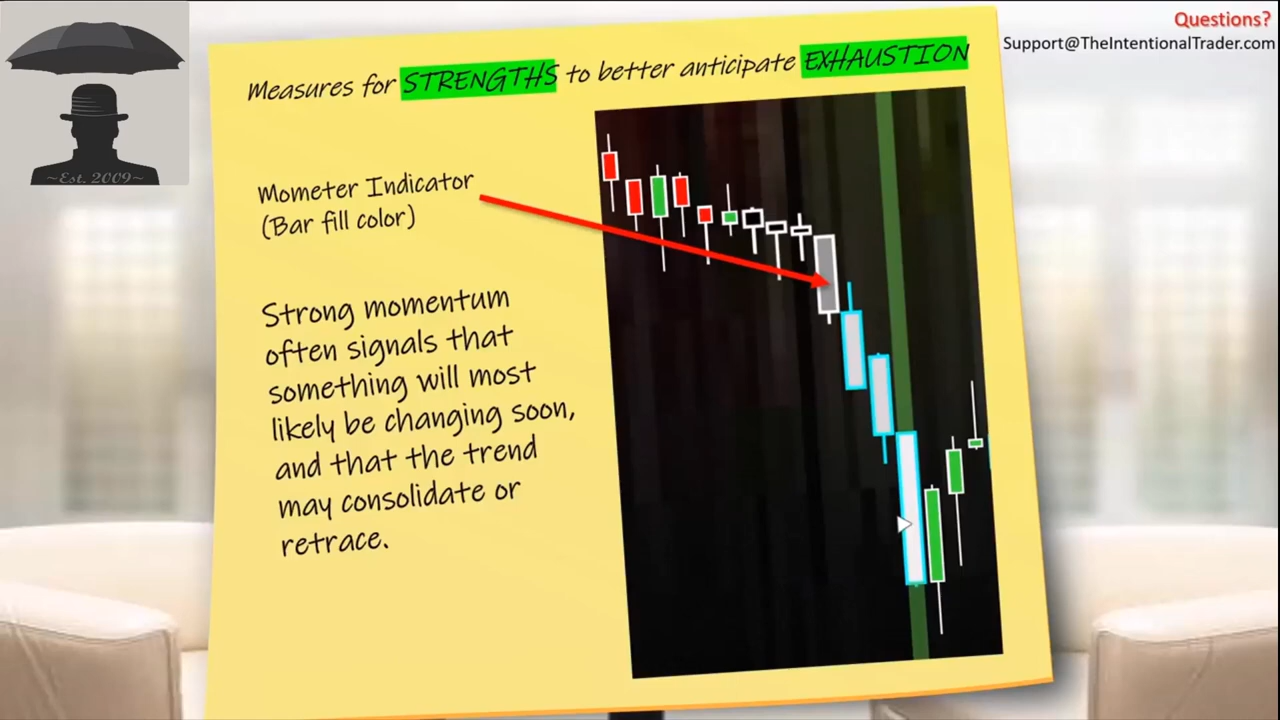 Questions?
Support@TheIntentionalTrader.com
~Est. 2009~
Measures for STRENGTHS to better anticipate EXHAUSTION
Mometer Indicator
(Bar fill color)
Strong momentum
often signals that
something will most
likely be changing soon,
and that the trend
may consolidate or
retrace.